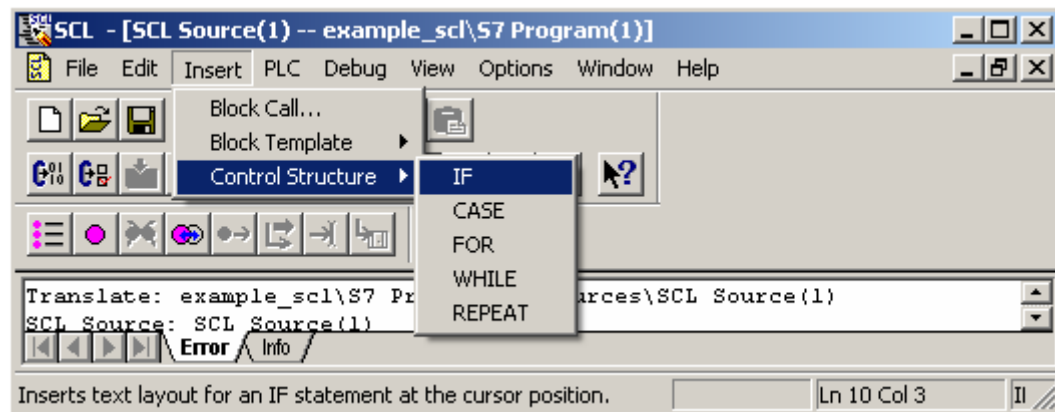 SCL - [SCL Source(1) -- example_scl\S7 Program(1)]
File Edit Insert PLC Debug View Options Window Help
Block Call...
Block Template
Control Structure
IF
CASE
FOR
WHILE
REPEAT
Translate: example_scl\S7 Pr urces\SCL Source(1)
SCL Source: SCL Source(1)
Error Info
Inserts text layout for an IF statement at the cursor position. Ln 10 Col 3